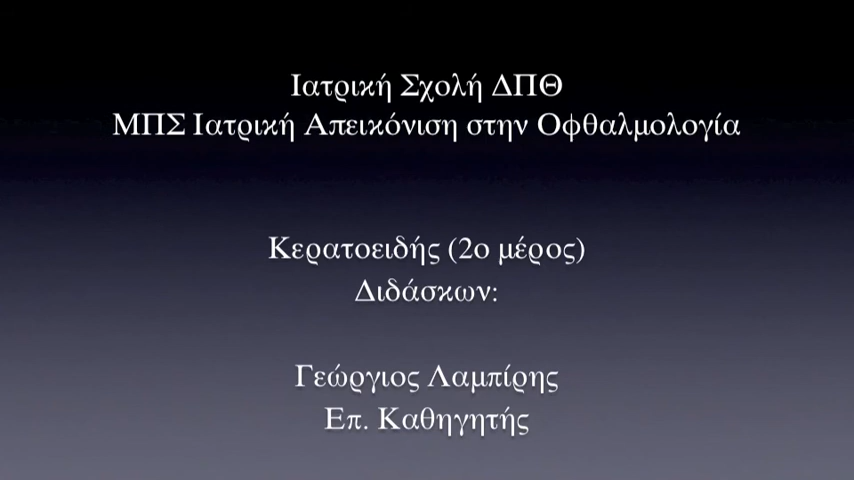 Ιατρική Σχολή ΔΠΘ
ΜΠΣ Ιατρική Απεικόνιση στην Οφθαλμολογία
Κερατοειδής (2ο μέρος)
Διδάσκων:
Γεώργιος Λαμπίρης
Επ. Καθηγητής